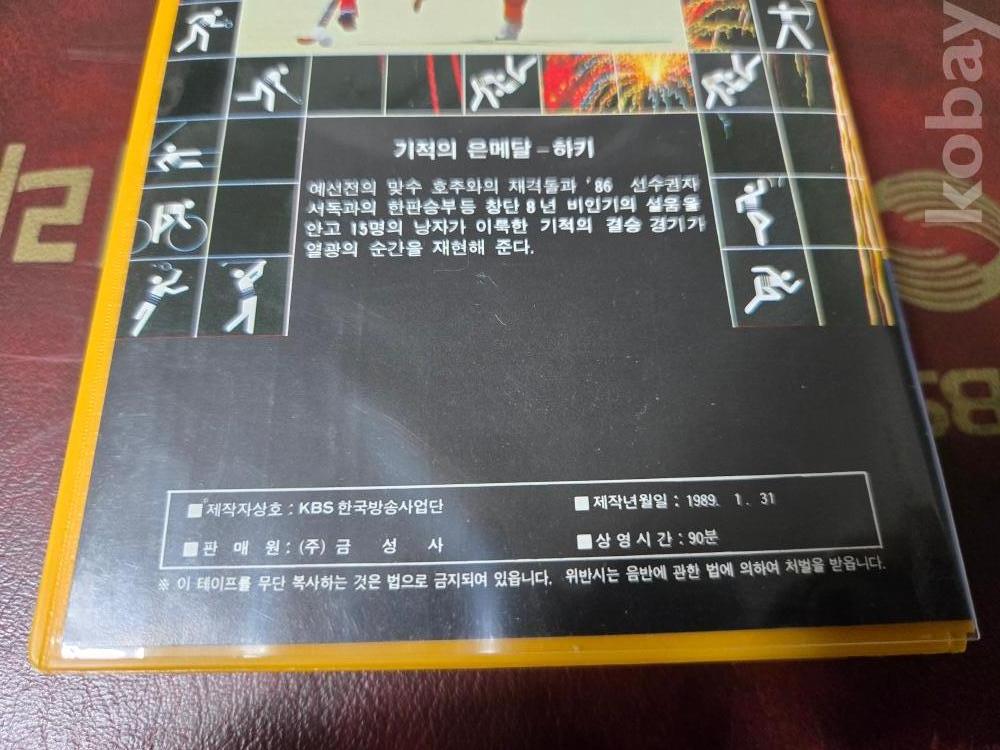 기적의 은메달 - 하키
예선전의 맞수 호주와의 재격돌과 '86 선수권자
서독과의 한판승부등 창단 8년 비인기의 설움을
안고 15명의 낭자가 이룩한 기적의 결승 경기가
열광의 순간을 재현해 준다.
■제작자상호 : KBS 한국방송사업단
■제작년월일 : 1989. 1. 31
■판 매 원 : (주) 금 성 사
■상영시간 : 90분
※ 이 테이프를 무단 복사하는 것은 법으로 금지되여 있읍니다. 위반시는 음반에 관한 법에 의하여 처벌을 받읍니다.
kobay